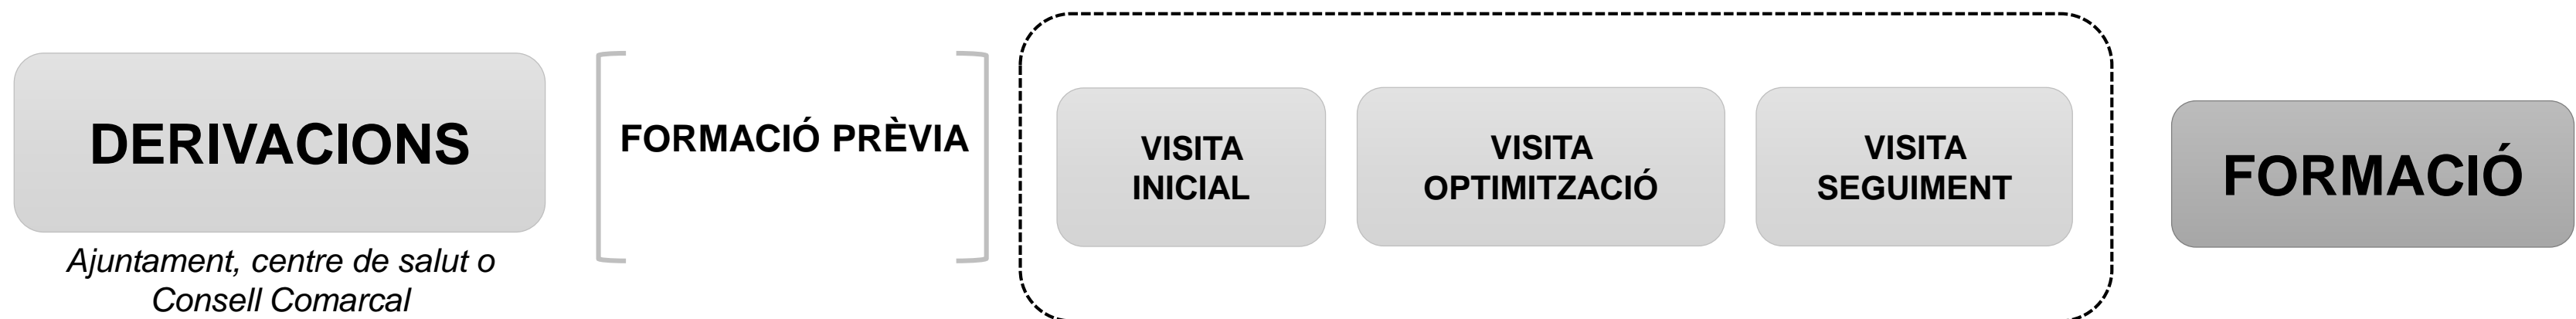 DERIVACIONS
Ajuntament, centre de salut o
Consell Comarcal
FORMACIÓ PRÈVIA
VISITA
INICIAL
VISITA
OPTIMITZACIÓ
VISITA
SEGUIMENT
FORMACIÓ